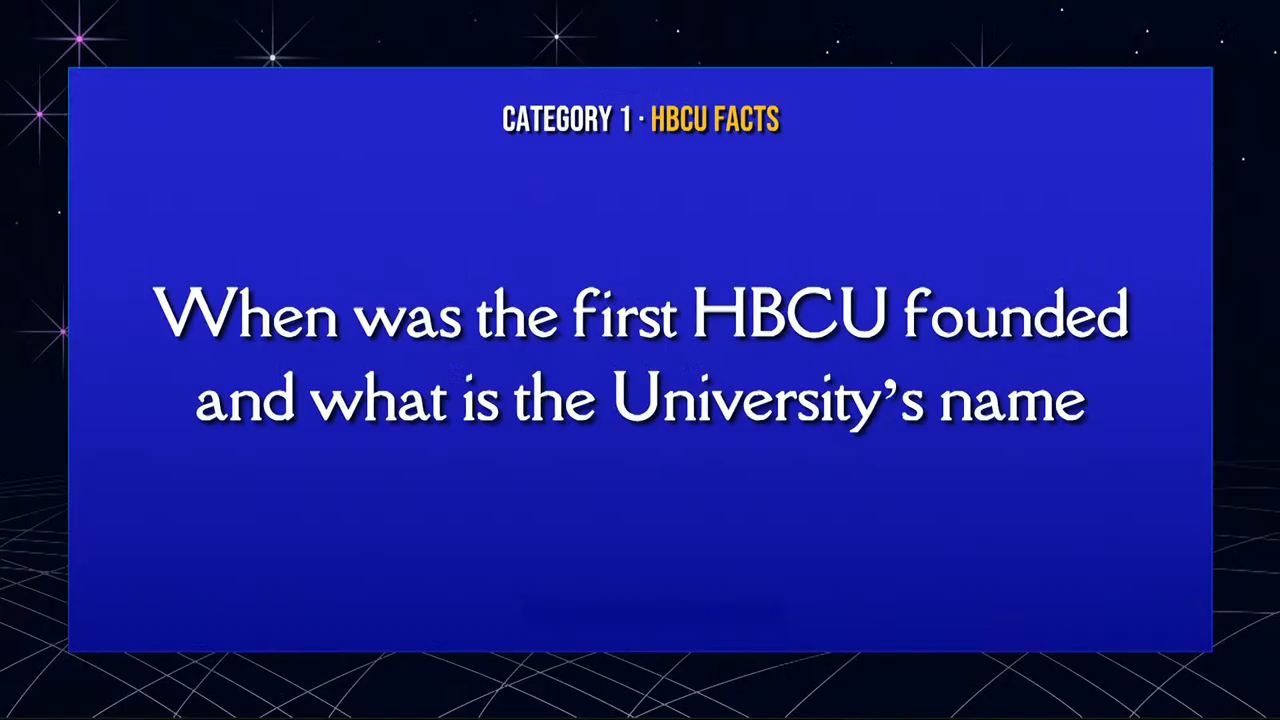 CATEGORY 1 · HBCU FACTS
When was the first HBCU founded
and what is the University’s name